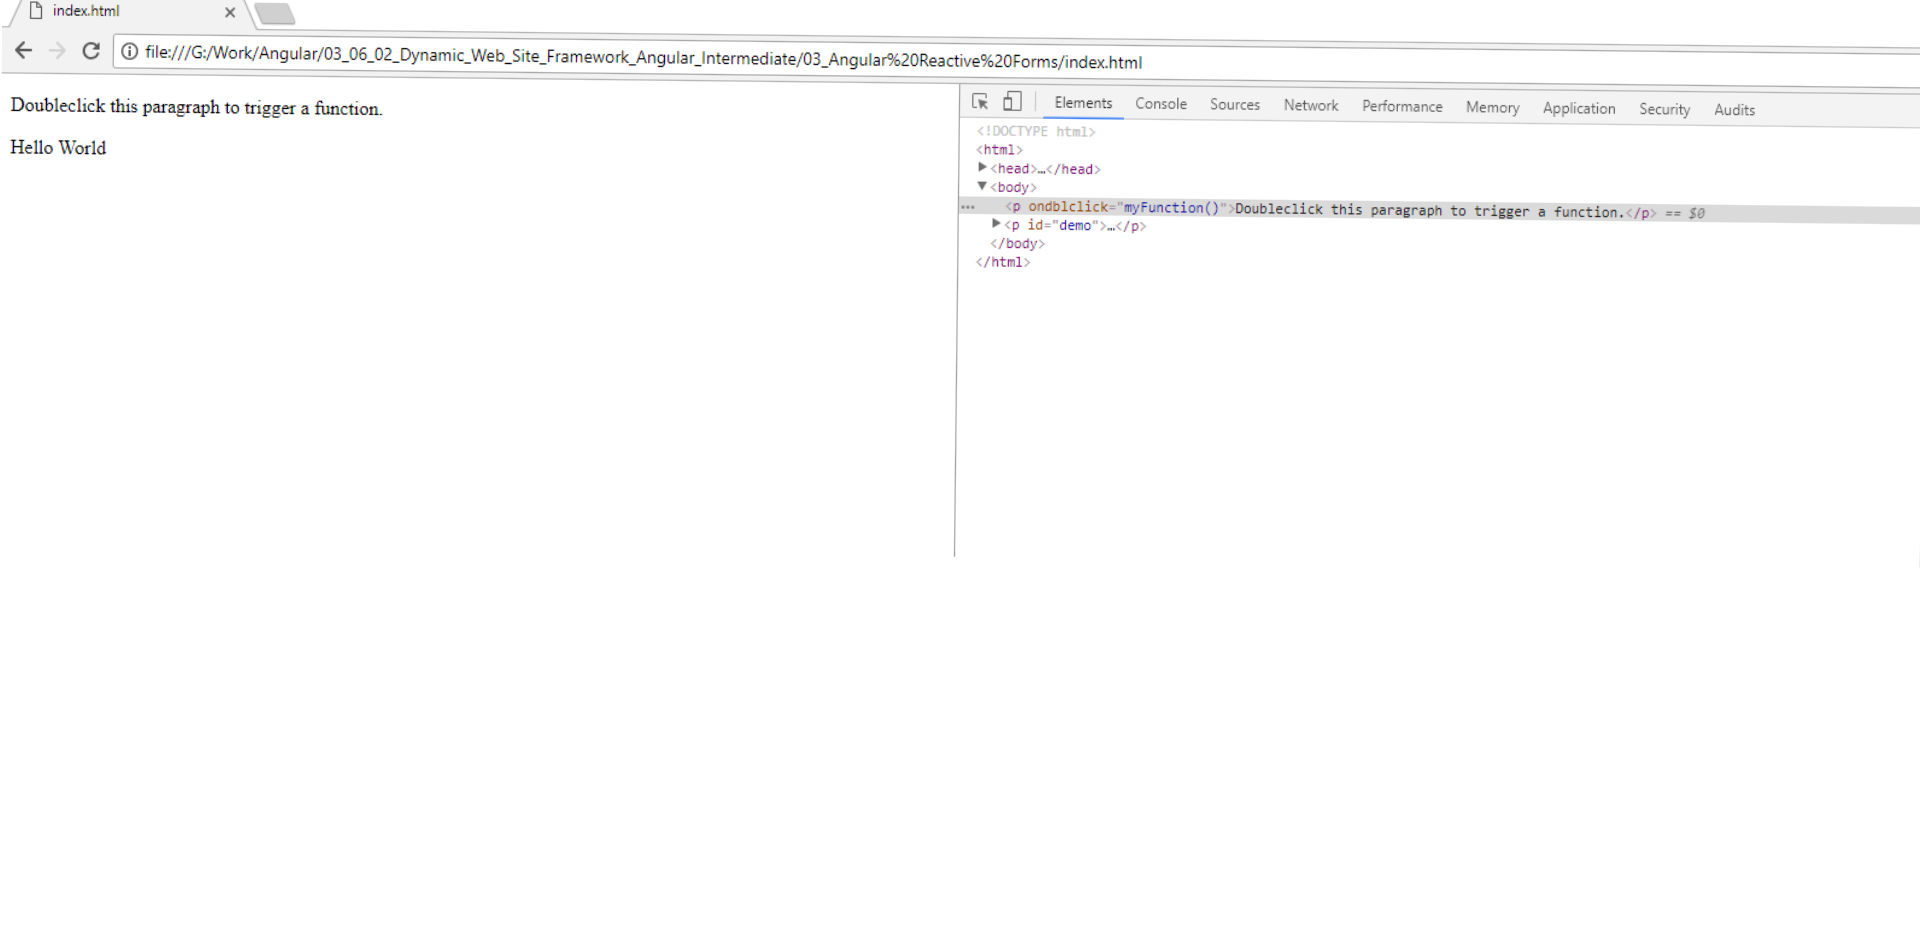 index.html
file:///G:/Work/Angular/03_06_02_Dynamic_Web_Site_Framework_Angular_Intermediate/03_Angular%20Reactive%20Forms/index.html
Doubleclick this paragraph to trigger a function.
Hello World
Elements Console Sources Network Performance Memory Application Security Audits
<!DOCTYPE html>
<html>
<head>…</head>
<body>
<p ondblclick="myFunction()">Doubleclick this paragraph to trigger a function.</p> == $0
<p id="demo">…</p>
</body>
</html>